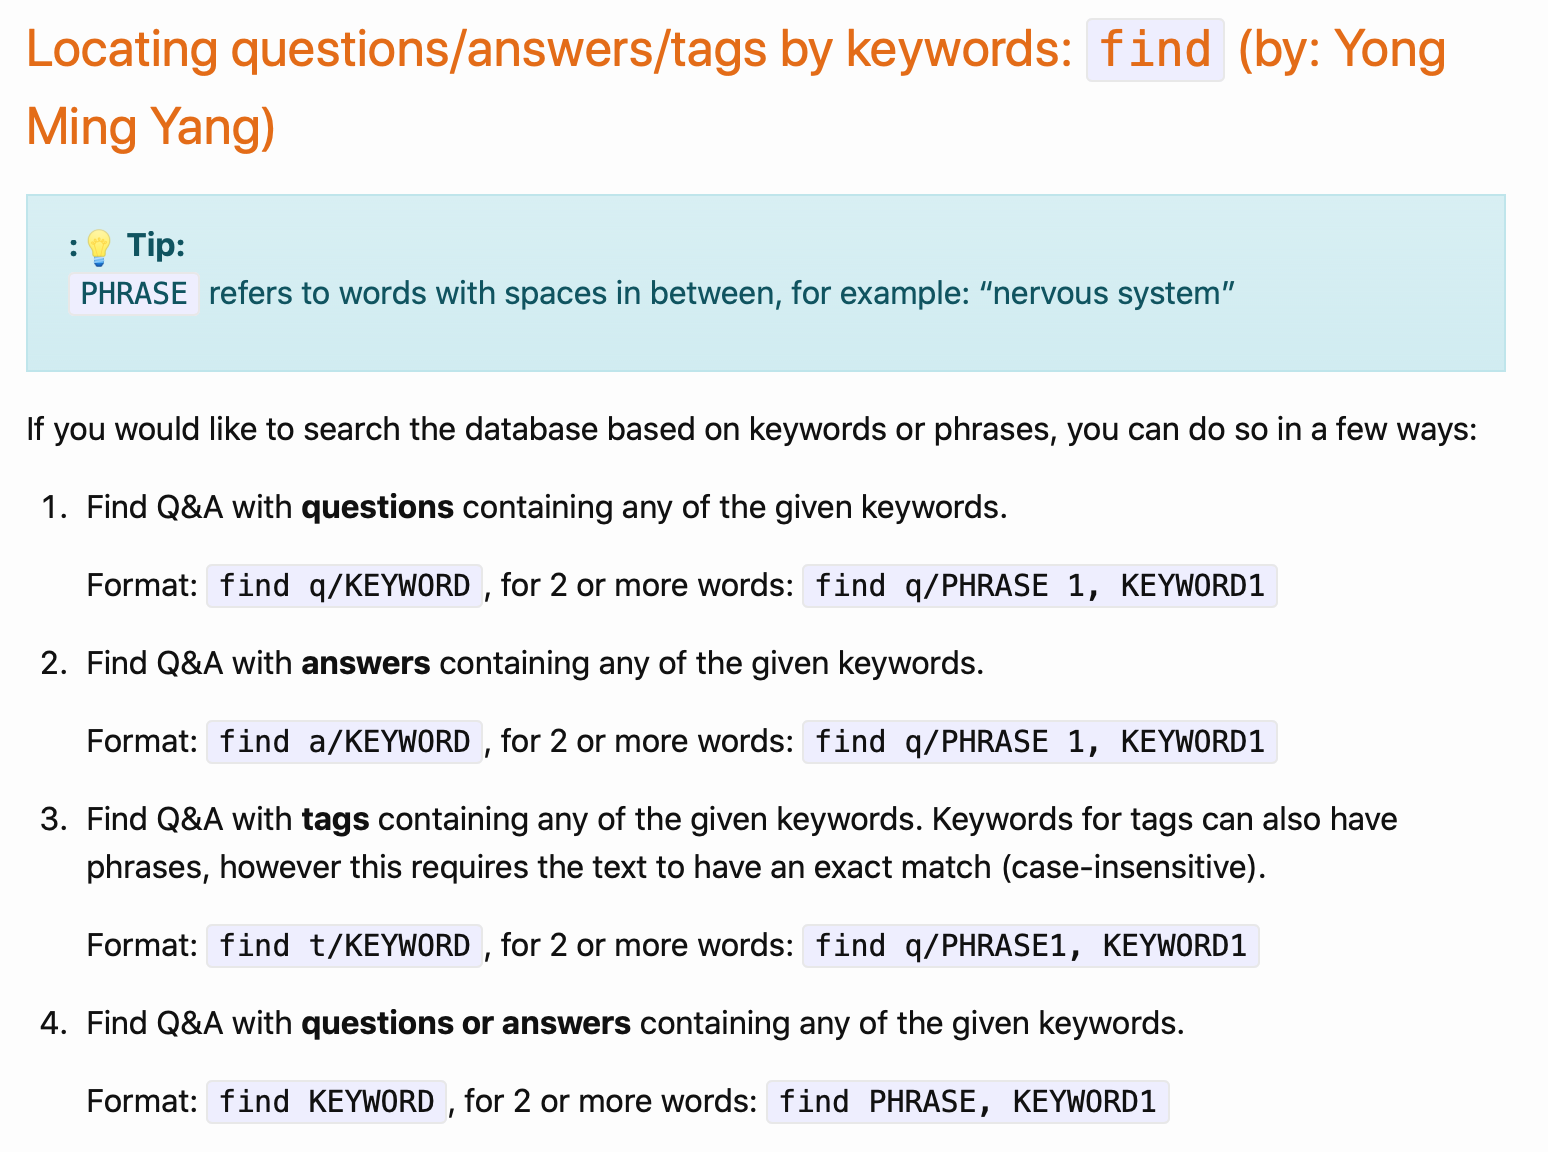 Locating questions/answers/tags by keywords: find (by: Yong
Ming Yang)
:💡 Tip:
PHRASE refers to words with spaces in between, for example: “nervous system”
If you would like to search the database based on keywords or phrases, you can do so in a few ways:
1. Find Q&A with questions containing any of the given keywords.
Format: find q/KEYWORD, for 2 or more words: find q/PHRASE 1, KEYWORD1
2. Find Q&A with answers containing any of the given keywords.
Format: find a/KEYWORD, for 2 or more words: find q/PHRASE 1, KEYWORD1
3. Find Q&A with tags containing any of the given keywords. Keywords for tags can also have
phrases, however this requires the text to have an exact match (case-insensitive).
Format: find t/KEYWORD, for 2 or more words: find q/PHRASE1, KEYWORD1
4. Find Q&A with questions or answers containing any of the given keywords.
Format: find KEYWORD, for 2 or more words: find PHRASE, KEYWORD1